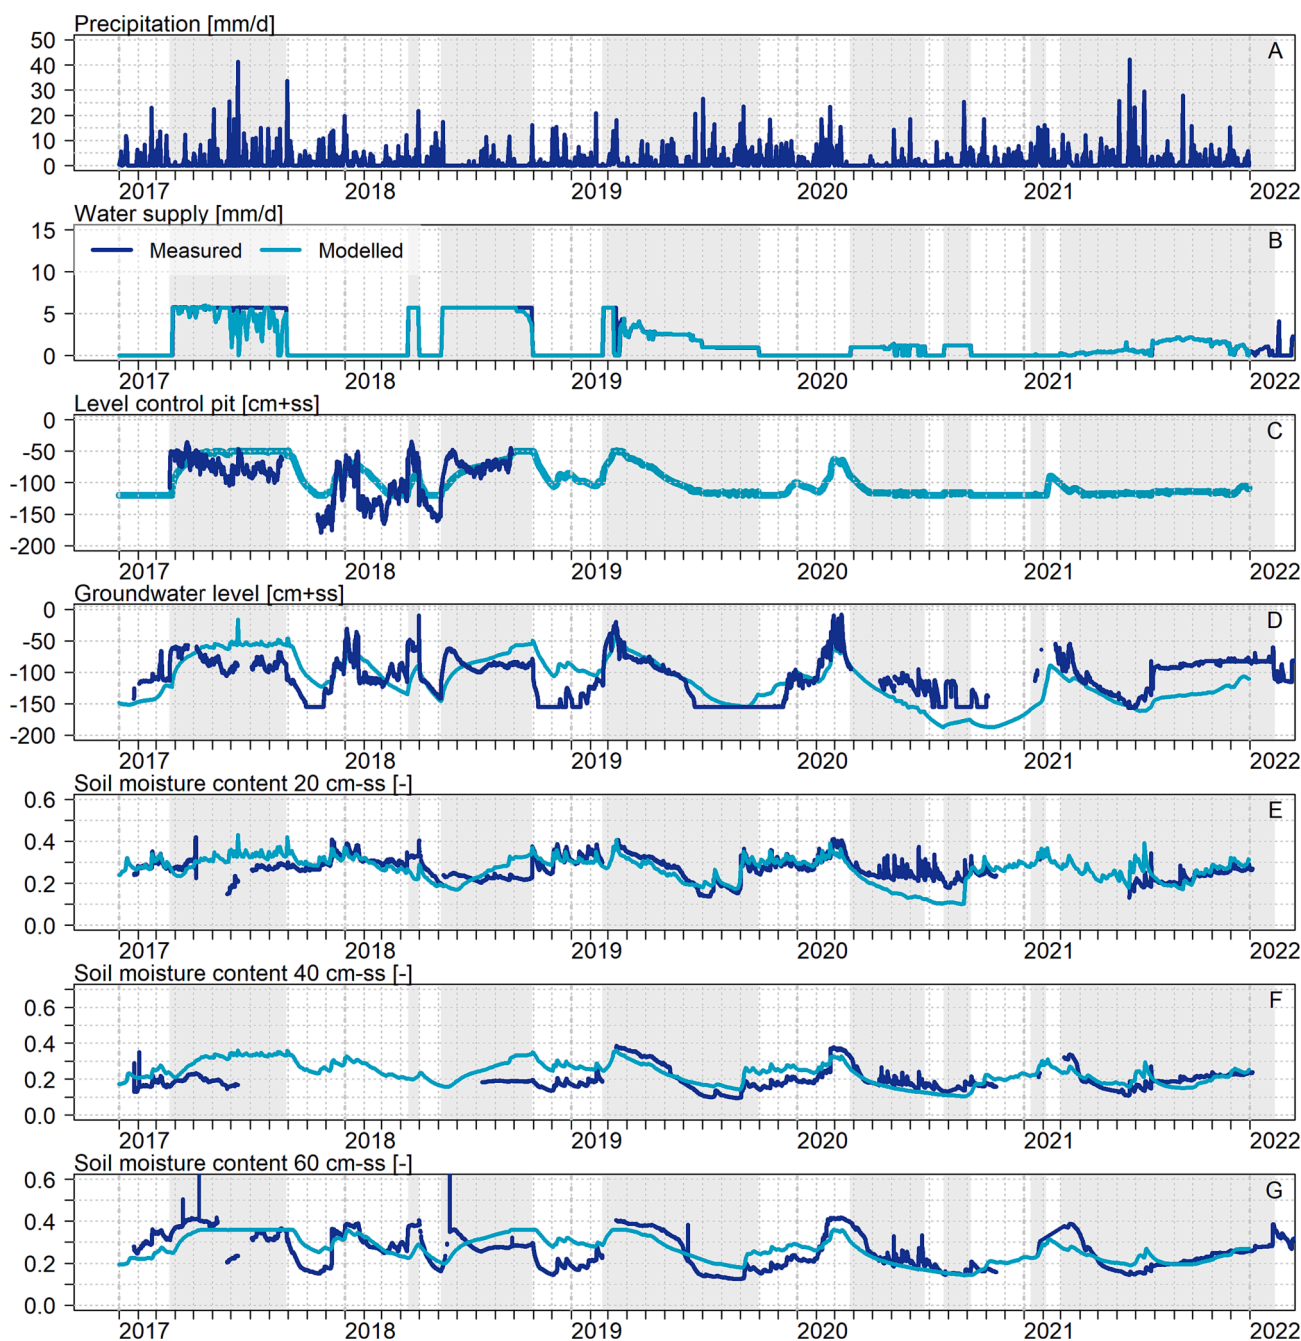 Precipitation [mm/d]
50
40
30
20
10
0
A
2017 2018 2019 2020 2021 2022
Water supply [mm/d]
15
10
5
0
Measured Modelled
B
2017 2018 2019 2020 2021 2022
Level control pit [cm+ss]
0
-50
-100
-150
-200
C
2017 2018 2019 2020 2021 2022
Groundwater level [cm+ss]
0
-50
-100
-150
-200
D
2017 2018 2019 2020 2021 2022
Soil moisture content 20 cm-ss [-]
0.6
0.4
0.2
0.0
E
2017 2018 2019 2020 2021 2022
Soil moisture content 40 cm-ss [-]
0.6
0.4
0.2
0.0
F
2017 2018 2019 2020 2021 2022
Soil moisture content 60 cm-ss [-]
0.6
0.4
0.2
0.0
G
2017 2018 2019 2020 2021 2022